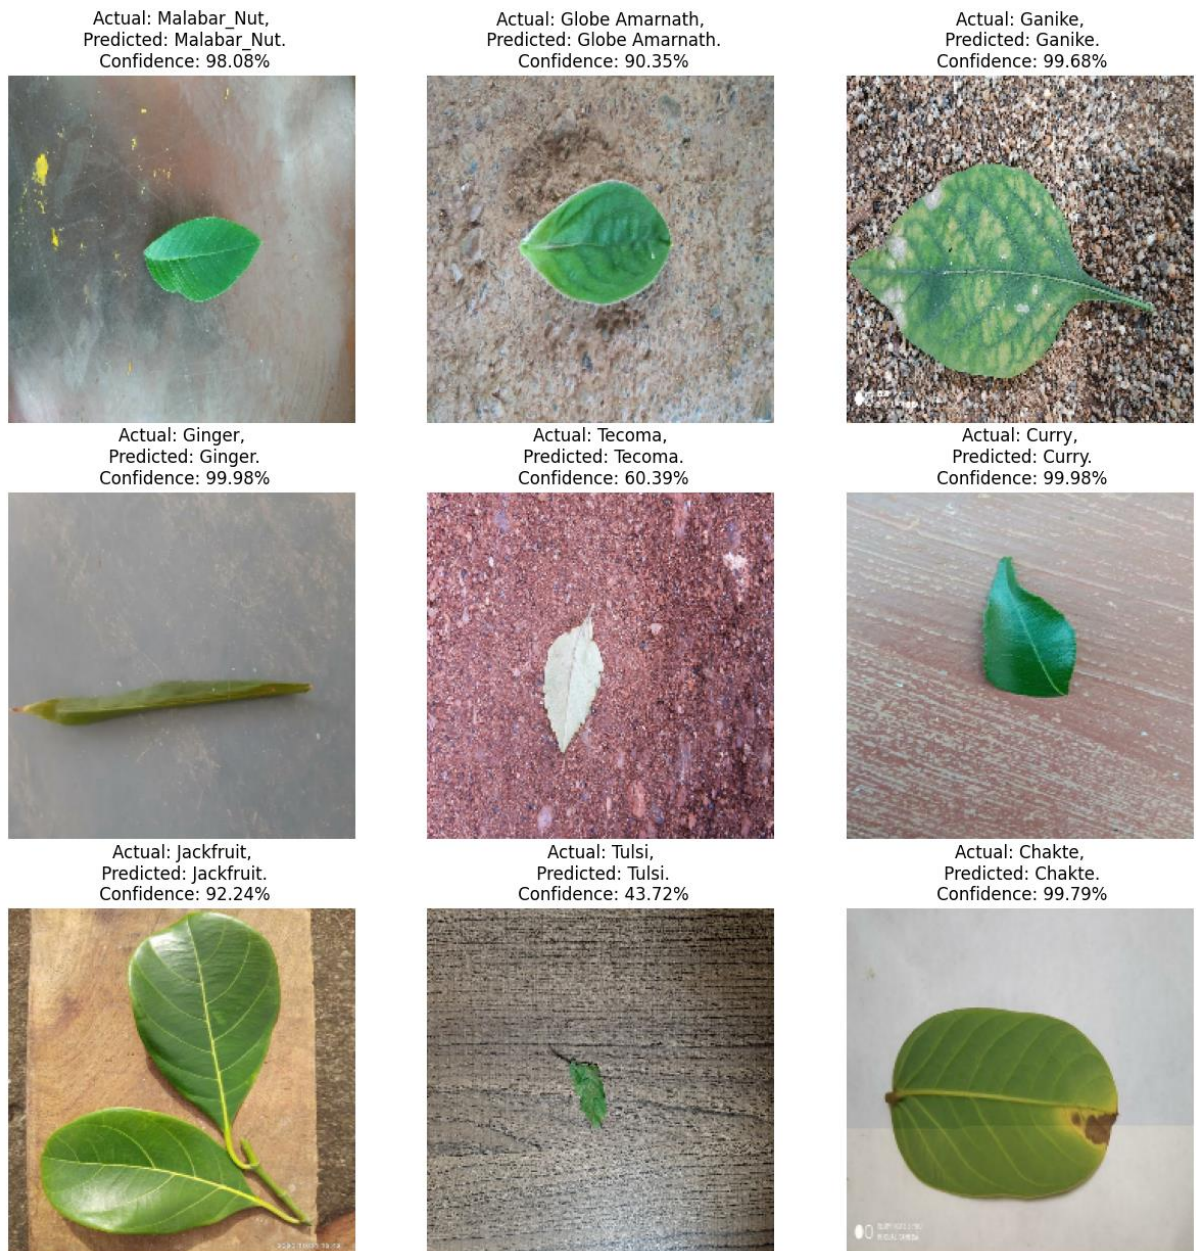 Actual: Malabar_Nut,
Predicted: Malabar_Nut.
Confidence: 98.08%
Actual: Globe Amarnath,
Predicted: Globe Amarnath.
Confidence: 90.35%
Actual: Ganike,
Predicted: Ganike.
Confidence: 99.68%
Actual: Ginger,
Predicted: Ginger.
Confidence: 99.98%
Actual: Tecoma,
Predicted: Tecoma.
Confidence: 60.39%
Actual: Curry,
Predicted: Curry.
Confidence: 99.98%
Actual: Jackfruit,
Predicted: Jackfruit.
Confidence: 92.24%
Actual: Tulsi,
Predicted: Tulsi.
Confidence: 43.72%
Actual: Chakte,
Predicted: Chakte.
Confidence: 99.79%